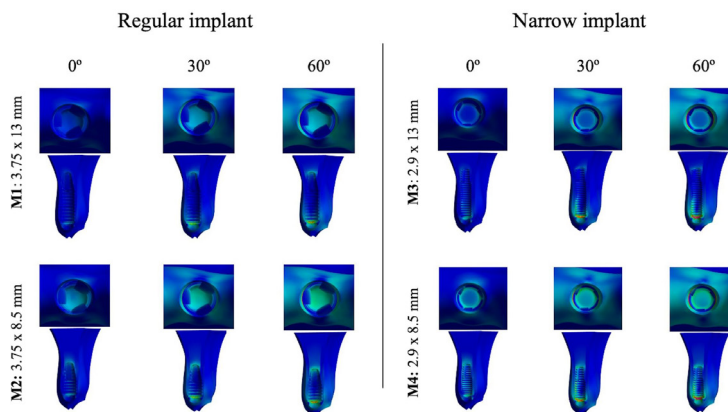 Regular implant
Narrow implant
0º
30º
60º
0º
30º
60º
M1: 3.75 x 13 mm
M3: 2.9 x 13 mm
M2: 3.75 x 8.5 mm
M4: 2.9 x 8.5 mm